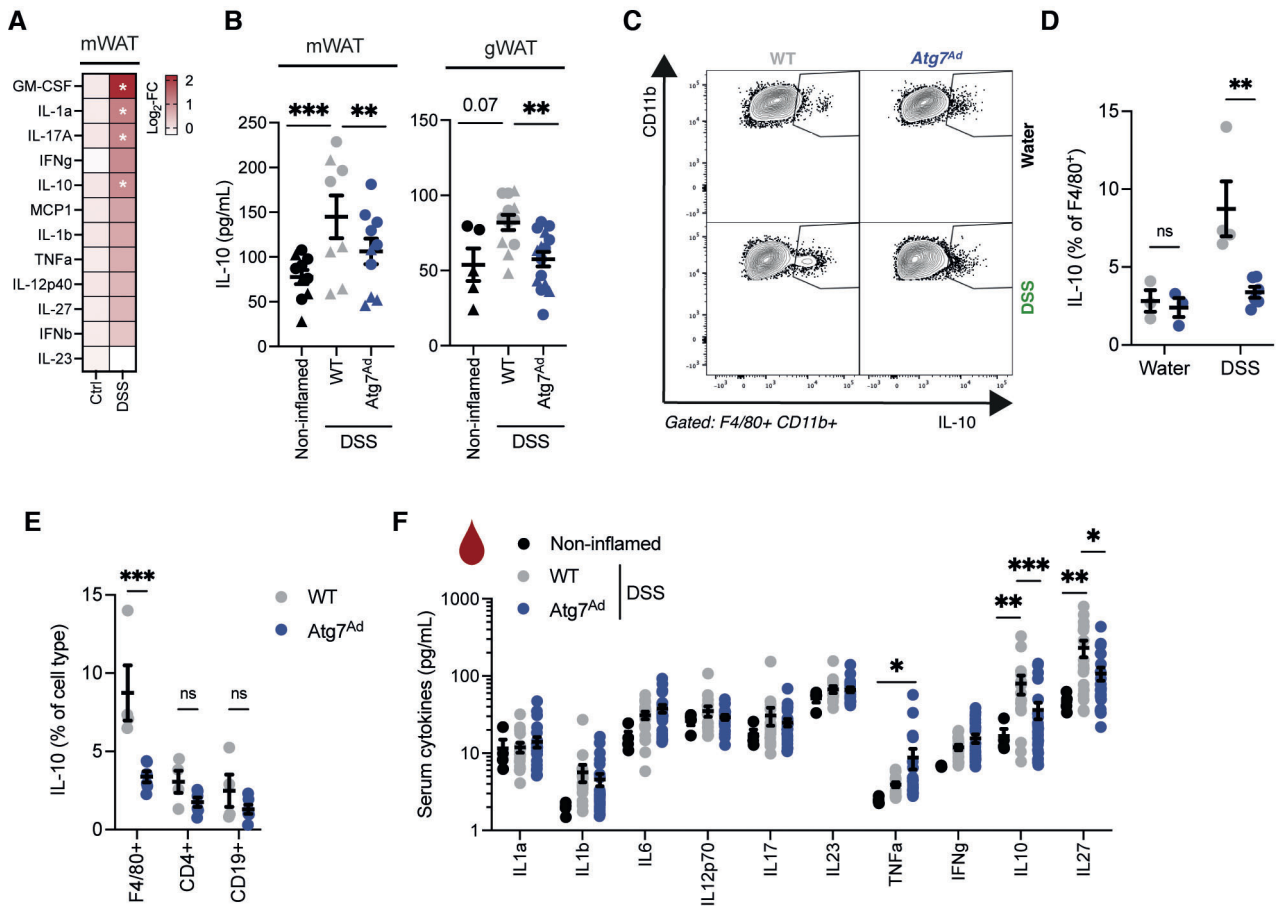 A
mWAT
GM-CSF
IL-1a
IL-17A
IFNg
IL-10
MCP1
IL-1b
TNFa
IL-12p40
IL-27
IFNb
IL-23
Ctrl
DSS
*
*
*
*
2
1
0
Log2-FC
B
mWAT
gWAT
IL-10 (pg/mL)
250
200
150
100
50
0
***
**
Non-inflamed
WT
Atg7Ad
DSS
150
100
50
0
0.07
**
Non-inflamed
WT
Atg7Ad
DSS
C
WT
Atg7Ad
CD11b
Water
DSS
Gated: F4/80+ CD11b+
IL-10
D
**
ns
IL-10 (% of F4/80+)
15
10
5
0
Water
DSS
E
***
ns
ns
IL-10 (% of cell type)
15
10
5
0
F4/80+
CD4+
CD19+
WT
Atg7Ad
F
Non-inflamed
WT
Atg7Ad
DSS
Serum cytokines (pg/mL)
1000
100
10
1
*
**
***
**
*
IL1a
IL1b
IL6
IL12p70
IL17
IL23
TNFa
IFNg
IL10
IL27